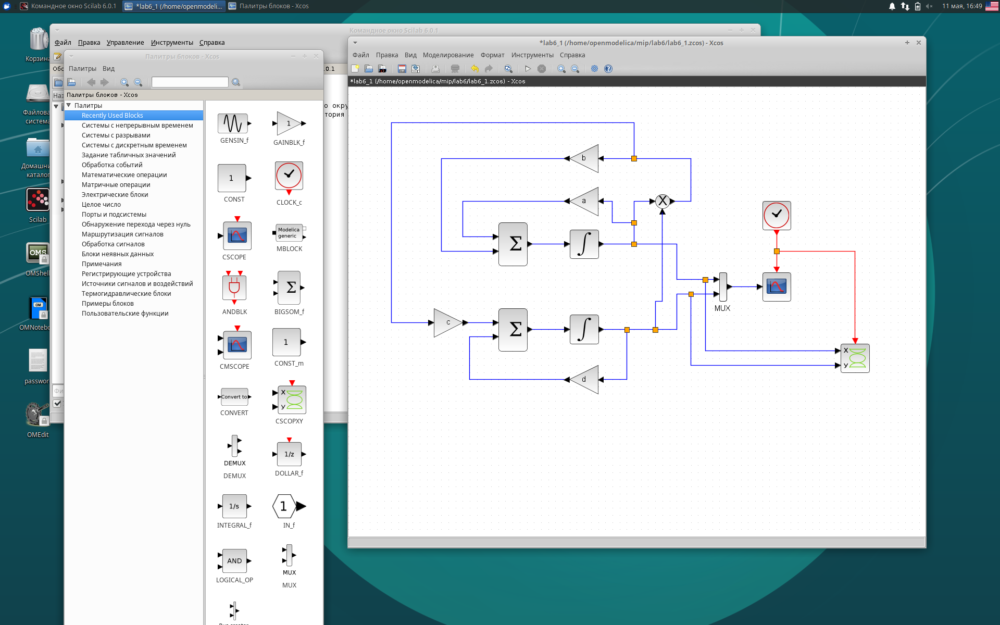 Командное окно Scilab 6.0.1
*lab6_1 (/home/openmodeli...
Палитры блоков - Xcos
11 мая, 16:49
Корзина
Файлова
систем
Домашни
каталог
Scilab
OMS
OMShell
OM
OMNotebo
passwor
OMEdit
Командное окно Scilab 6.0.1
Файл Правка Управление Инструменты Справка
Обо
.0.1
Наз
о окру
тория
Фи
Палитры блоков - Xcos
Палитры Вид
Палитры блоков - Xcos
Палитры
Recently Used Blocks
Системы с непрерывным временем
Системы с разрывами
Системы с дискретным временем
Задание табличных значений
Обработка событий
Математические операции
Матричные операции
Электрические блоки
Целое число
Порты и подсистемы
Обнаружение перехода через нуль
Маршрутизация сигналов
Обработка сигналов
Блоки неявных данных
Примечания
Регистрирующие устройства
Источники сигналов и воздействий
Термогидравлические блоки
Примеры блоков
Пользовательские функции
GENSIN_f
1
GAINBLK_f
1
CONST
CLOCK_c
CSCOPE
Modelica
generic
MBLOCK
ANDBLK
Σ
BIGSOM_f
CMSCOPE
1
CONST_m
Convert to
CONVERT
X
y
CSCOPXY
DEMUX
DEMUX
1/z
DOLLAR_f
1/s
INTEGRAL_f
1
IN_f
AND
LOGICAL_OP
MUX
MUX
*lab6_1 (/home/openmodelica/mip/lab6/lab6_1.zcos) - Xcos
Файл Правка Вид Моделирование Формат Инструменты Справка
*lab6_1 (/home/openmodelica/mip/lab6/lab6_1.zcos) - Xcos
b
a
X
Σ
∫
MUX
c
Σ
∫
d
X
y